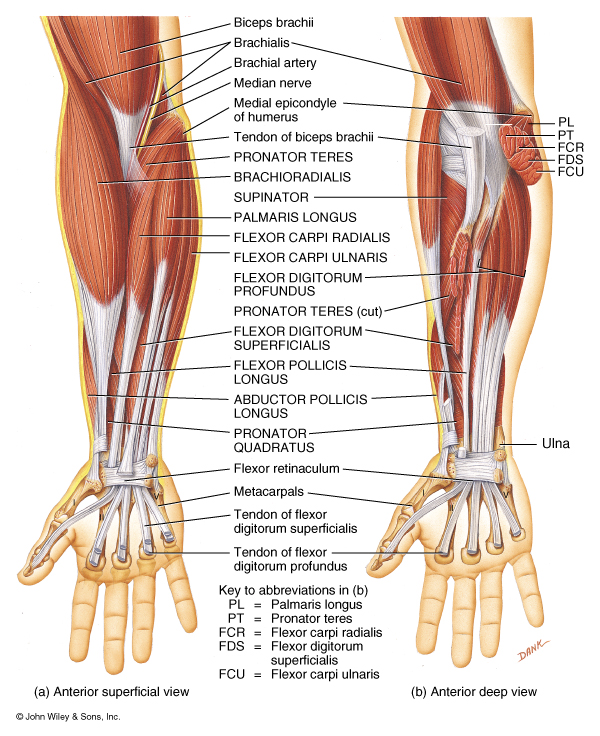 Biceps brachii
Brachialis
Brachial artery
Median nerve
Medial epicondyle
of humerus
Tendon of biceps brachii
PRONATOR TERES
BRACHIORADIALIS
SUPINATOR
PALMARIS LONGUS
FLEXOR CARPI RADIALIS
FLEXOR CARPI ULNARIS
FLEXOR DIGITORUM
PROFUNDUS
PRONATOR TERES (cut)
FLEXOR DIGITORUM
SUPERFICIALIS
FLEXOR POLLICIS
LONGUS
ABDUCTOR POLLICIS
LONGUS
PRONATOR
QUADRATUS
Flexor retinaculum
Metacarpals
Tendon of flexor
digitorum superficialis
Tendon of flexor
digitorum profundus
PL
PT
FCR
FDS
FCU
Ulna
Key to abbreviations in (b)
PL = Palmaris longus
PT = Pronator teres
FCR = Flexor carpi radialis
FDS = Flexor digitorum
superficialis
FCU = Flexor carpi ulnaris
DANK
(a) Anterior superficial view
(b) Anterior deep view
© John Wiley & Sons, Inc.